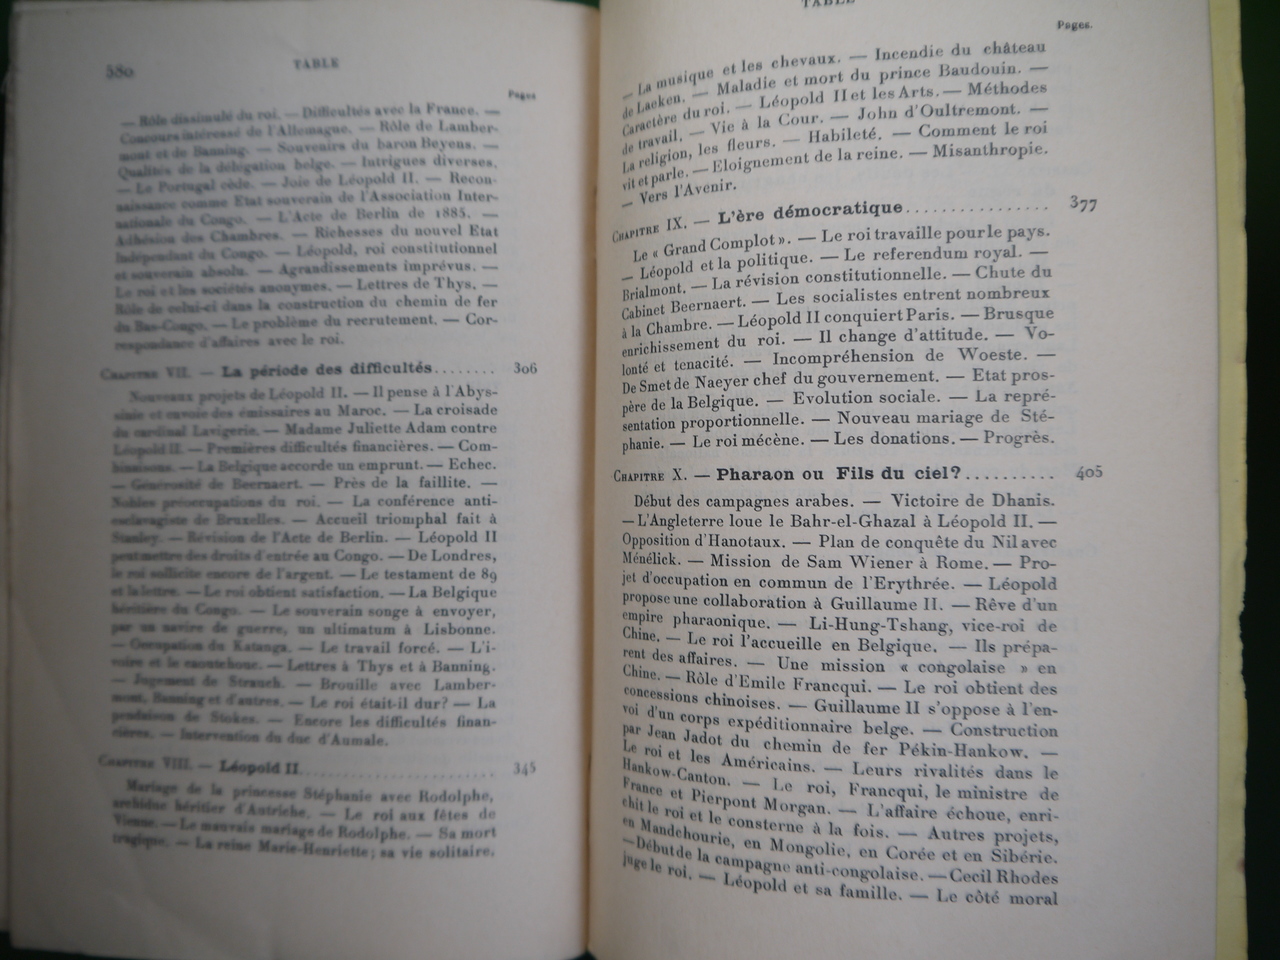 580
TABLE
Pages
— Rôle dissimulé du roi. — Difficultés avec la France. —
Concours intéressé de l'Allemagne. — Rôle de Lamber-
mont et de Banning. — Souvenirs du baron Beyens. —
Qualités de la délégation belge. — Intrigues diverses.
— Le Portugal cède. — Joie de Léopold II. — Recon-
naissance comme Etat souverain de l'Association Inter-
nationale du Congo. — L'Acte de Berlin de 1885. —
Adhésion des Chambres. — Richesses du nouvel Etat
Indépendant du Congo. — Léopold, roi constitutionnel
et souverain absolu. — Agrandissements imprévus. —
Le roi et les sociétés anonymes. — Lettres de Thys. —
Rôle de celui-ci dans la construction du chemin de fer
du Bas-Congo. — Le problème du recrutement. — Cor-
respondance d'affaires avec le roi.
CHAPITRE VII. — La période des difficultés........ 306
Nouveaux projets de Léopold II. — Il pense à l'Abys-
sinie et envoie des émissaires au Maroc. — La croisade
du cardinal Lavigerie. — Madame Juliette Adam contre
Léopold II. — Premières difficultés financières. — Com-
binaisons. — La Belgique accorde un emprunt. — Echec.
— Générosité de Beernaert. — Près de la faillite. —
Nobles préoccupations du roi. — La conférence anti-
esclavagiste de Bruxelles. — Accueil triomphal fait à
Stanley. — Révision de l'Acte de Berlin. — Léopold II
peut mettre des droits d'entrée au Congo. — De Londres,
le roi sollicite encore de l'argent. — Le testament de 89
et la lettre. — Le roi obtient satisfaction. — La Belgique
héritière du Congo. — Le souverain songe à envoyer,
par un navire de guerre, un ultimatum à Lisbonne.
— Occupation du Katanga. — Le travail forcé. — L'i-
voire et le caoutchouc. — Lettres à Thys et à Banning.
— Jugement de Strauch. — Brouille avec Lamber-
mont, Banning et d'autres. — Le roi était-il dur? — La
pendaison de Stokes. — Encore les difficultés finan-
cières. — Intervention du duc d'Aumale.
CHAPITRE VIII. — Léopold II........................ 345
Mariage de la princesse Stéphanie avec Rodolphe,
archiduc héritier d'Autriche. — Le roi aux fêtes de
Vienne. — Le mauvais mariage de Rodolphe. — Sa mort
tragique. — La reine Marie-Henriette; sa vie solitaire.
TABLE
Pages.
— La musique et les chevaux. — Incendie du château
de Laeken. — Maladie et mort du prince Baudouin. —
Caractère du roi. — Léopold II et les Arts. — Méthodes
de travail. — Vie à la Cour. — John d'Oultremont. —
La religion, les fleurs. — Habileté. — Comment le roi
vit et parle. — Eloignement de la reine. — Misanthropie.
— Vers l'Avenir.
CHAPITRE IX. — L'ère démocratique................ 377
Le « Grand Complot ». — Le roi travaille pour le pays.
— Léopold et la politique. — Le referendum royal. —
Brialmont. — La révision constitutionnelle. — Chute du
Cabinet Beernaert. — Les socialistes entrent nombreux
à la Chambre. — Léopold II conquiert Paris. — Brusque
enrichissement du roi. — Il change d'attitude. — Vo-
lonté et tenacité. — Incompréhension de Woeste. —
De Smet de Naeyer chef du gouvernement. — Etat pros-
père de la Belgique. — Evolution sociale. — La repré-
sentation proportionnelle. — Nouveau mariage de Sté-
phanie. — Le roi mécène. — Les donations. — Progrès.
CHAPITRE X. — Pharaon ou Fils du ciel?.......... 405
Début des campagnes arabes. — Victoire de Dhanis.
— L'Angleterre loue le Bahr-el-Ghazal à Léopold II. —
Opposition d'Hanotaux. — Plan de conquête du Nil avec
Ménélick. — Mission de Sam Wiener à Rome. — Pro-
jet d'occupation en commun de l'Erythrée. — Léopold
propose une collaboration à Guillaume II. — Rêve d'un
empire pharaonique. — Li-Hung-Tshang, vice-roi de
Chine. — Le roi l'accueille en Belgique. — Ils prépa-
rent des affaires. — Une mission « congolaise » en
Chine. — Rôle d'Emile Francqui. — Le roi obtient des
concessions chinoises. — Guillaume II s'oppose à l'en-
voi d'un corps expéditionnaire belge. — Construction
par Jean Jadot du chemin de fer Pékin-Hankow. —
Le roi et les Américains. — Leurs rivalités dans le
Hankow-Canton. — Le roi, Francqui, le ministre de
France et Pierpont Morgan. — L'affaire échoue, enri-
chit le roi et le consterne à la fois. — Autres projets,
en Mandchourie, en Mongolie, en Corée et en Sibérie.
— Début de la campagne anti-congolaise. — Cecil Rhodes
juge le roi. — Léopold et sa famille. — Le côté moral